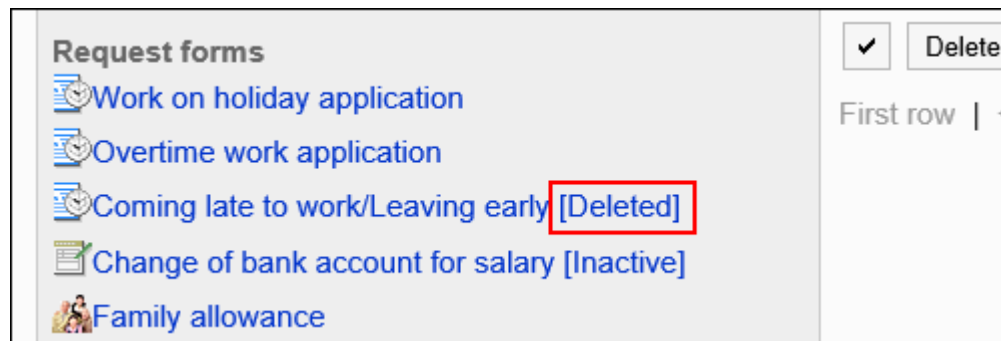 Request forms
Work on holiday application
Overtime work application
Coming late to work/Leaving early [Deleted]
Change of bank account for salary [Inactive]
Family allowance
Delete
First row |